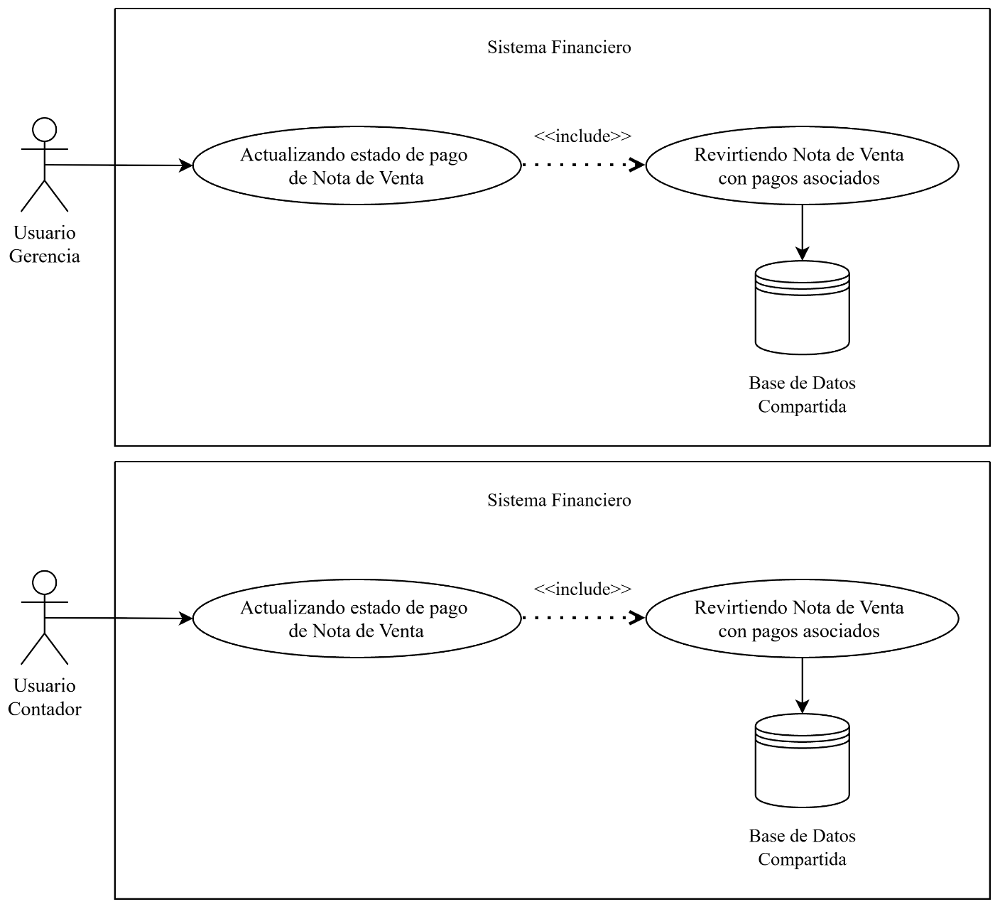 Sistema Financiero
<<include>>
Actualizando estado de pago
de Nota de Venta
Revirtiendo Nota de Venta
con pagos asociados
Usuario
Gerencia
Base de Datos
Compartida
Sistema Financiero
<<include>>
Actualizando estado de pago
de Nota de Venta
Revirtiendo Nota de Venta
con pagos asociados
Usuario
Contador
Base de Datos
Compartida